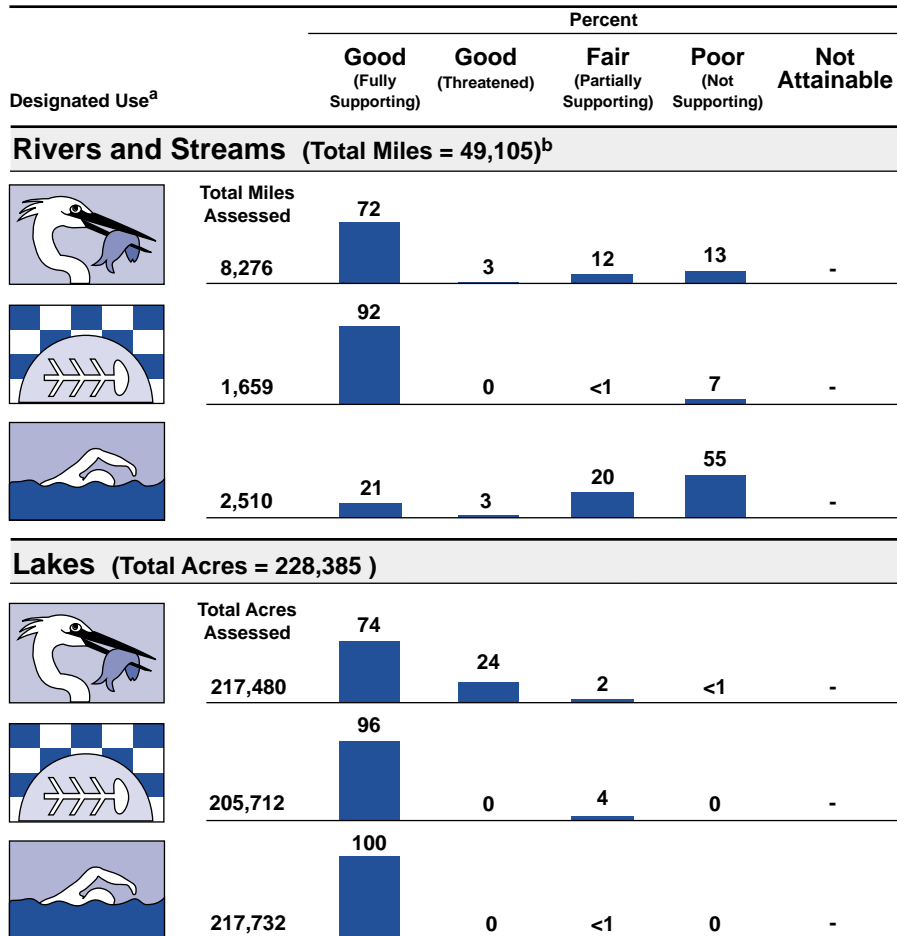 Percent
Designated Useᵃ
Good (Fully Supporting)
Good (Threatened)
Fair (Partially Supporting)
Poor (Not Supporting)
Not Attainable
Rivers and Streams (Total Miles = 49,105)ᵇ
Total Miles Assessed
8,276 72 3 12 13 -
1,659 92 0 <1 7 -
2,510 21 3 20 55 -
Lakes (Total Acres = 228,385 )
Total Acres Assessed
217,480 74 24 2 <1 -
205,712 96 0 4 0 -
217,732 100 0 <1 0 -